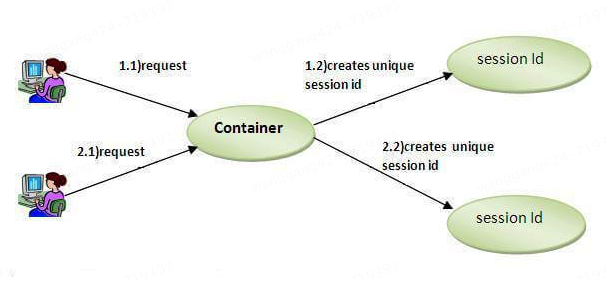 1.1)request
1.2)creates unique
session id
session Id
Container
2.1)request
2.2)creates unique
session id
session Id